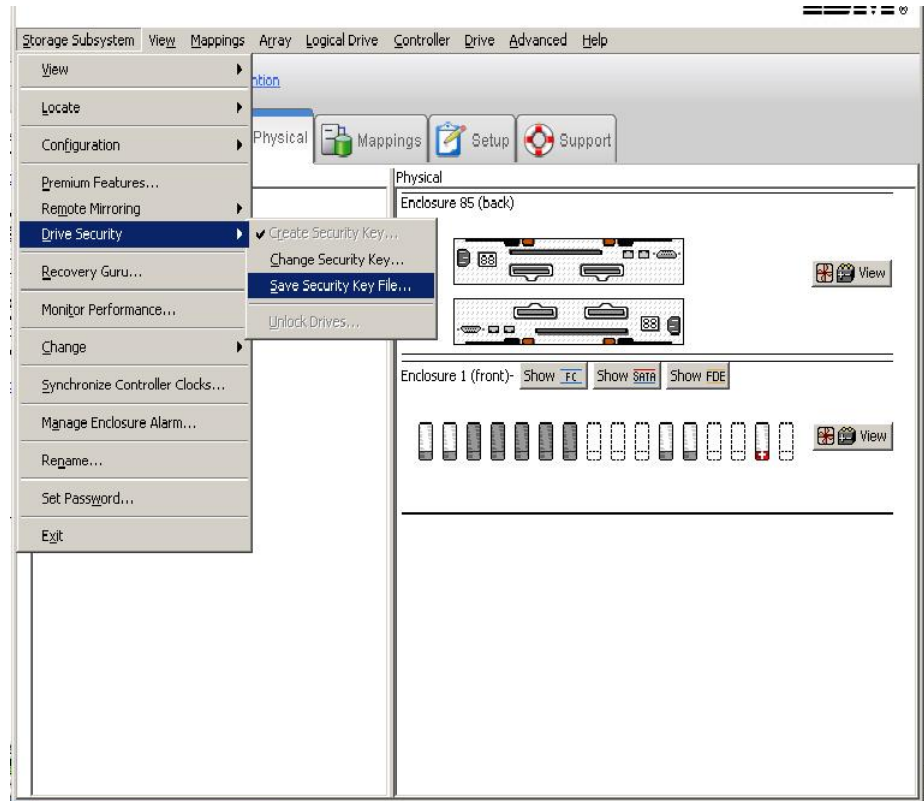 Storage Subsystem View Mappings Array Logical Drive Controller Drive Advanced Help
View
Locate
Configuration
Physical Mappings Setup Support
Premium Features...
Remote Mirroring
Drive Security
Create Security Key...
Change Security Key...
Save Security Key File...
Unlock Drives...
Recovery Guru...
Monitor Performance...
Change
Synchronize Controller Clocks...
Manage Enclosure Alarm...
Rename...
Set Password...
Exit
Physical
Enclosure 85 (back)
88
View
88
Enclosure 1 (front)- Show FC Show SATA Show FDE
View